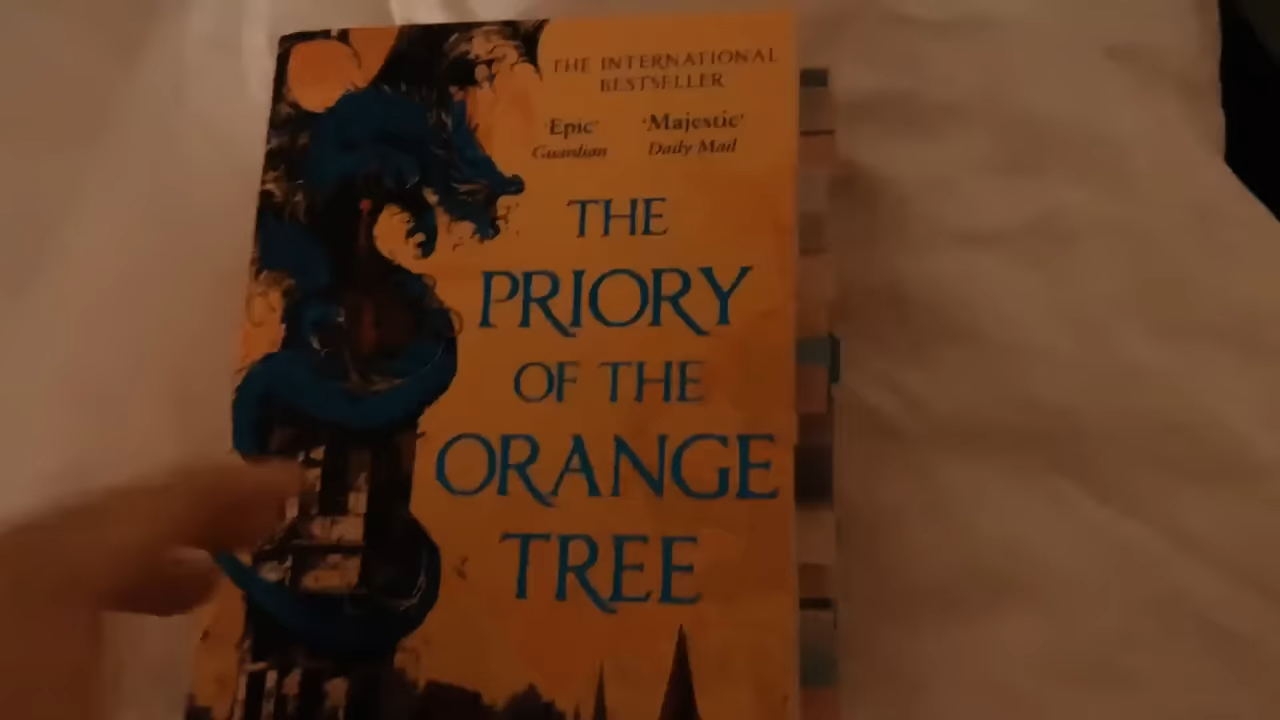 THE INTERNATIONAL
BESTSELLER
'Epic' 'Majestic'
Guardian Daily Mail
THE
PRIORY
OF THE
ORANGE
TREE